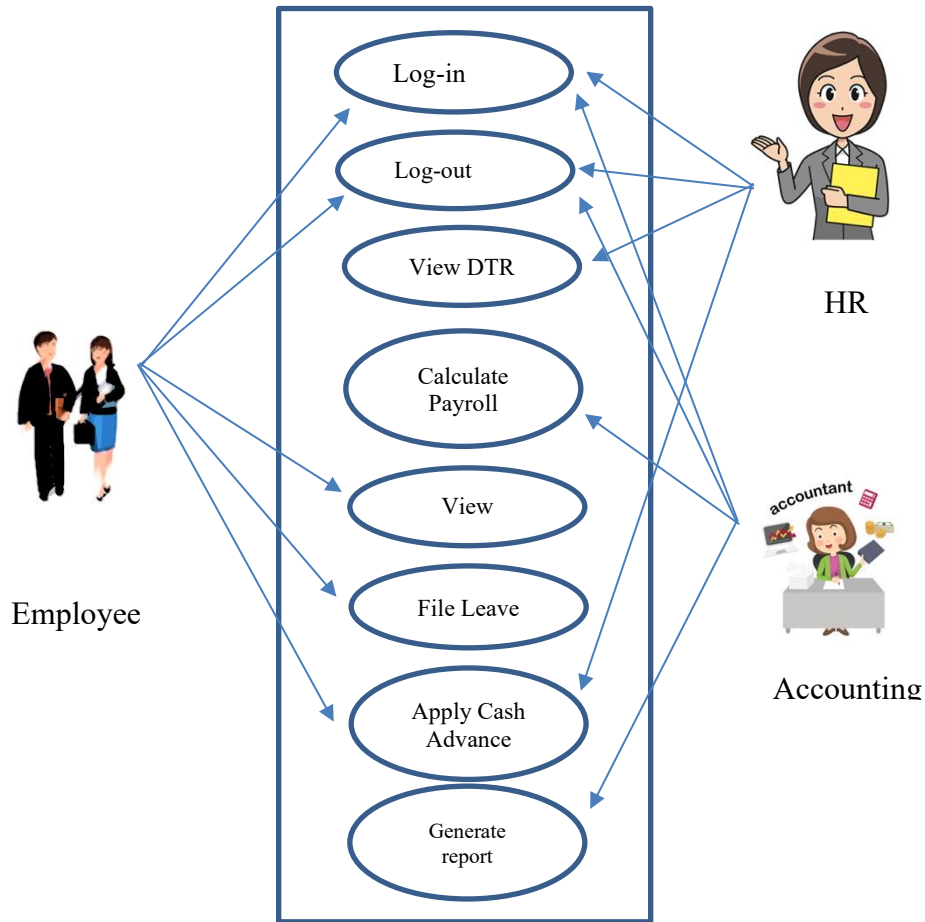 Log-in
Log-out
View DTR
Calculate
Payroll
View
File Leave
Apply Cash
Advance
Generate
report
Employee
HR
accountant
Accounting